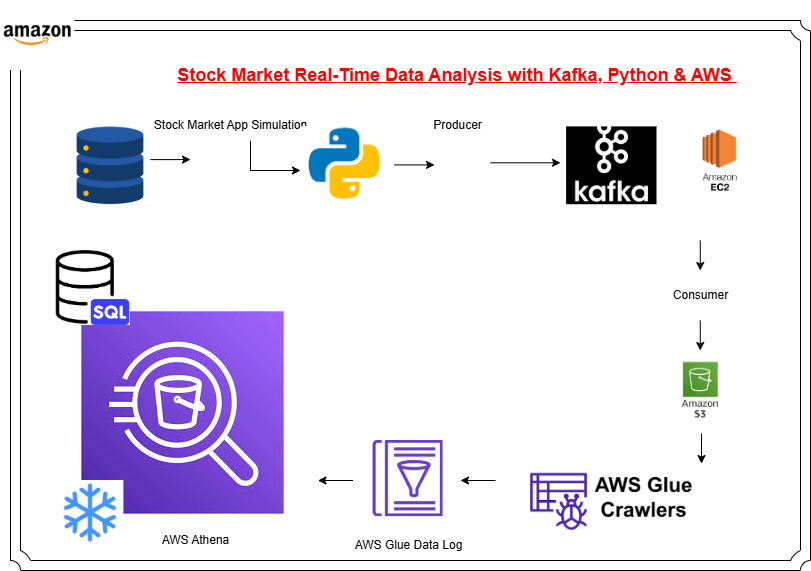 amazon
Stock Market Real-Time Data Analysis with Kafka, Python & AWS
Stock Market App Simulation
Producer
kafka
Amazon
EC2
Consumer
SQL
Amazon
S3
AWS Glue
Crawlers
AWS Athena
AWS Glue Data Log